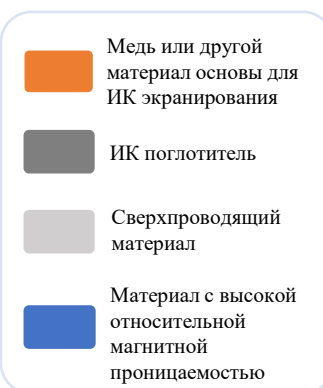 Медь или другой
материал основы для
ИК экранирования
ИК поглотитель
Сверхпроводящий
материал
Материал с высокой
относительной
магнитной
проницаемостью